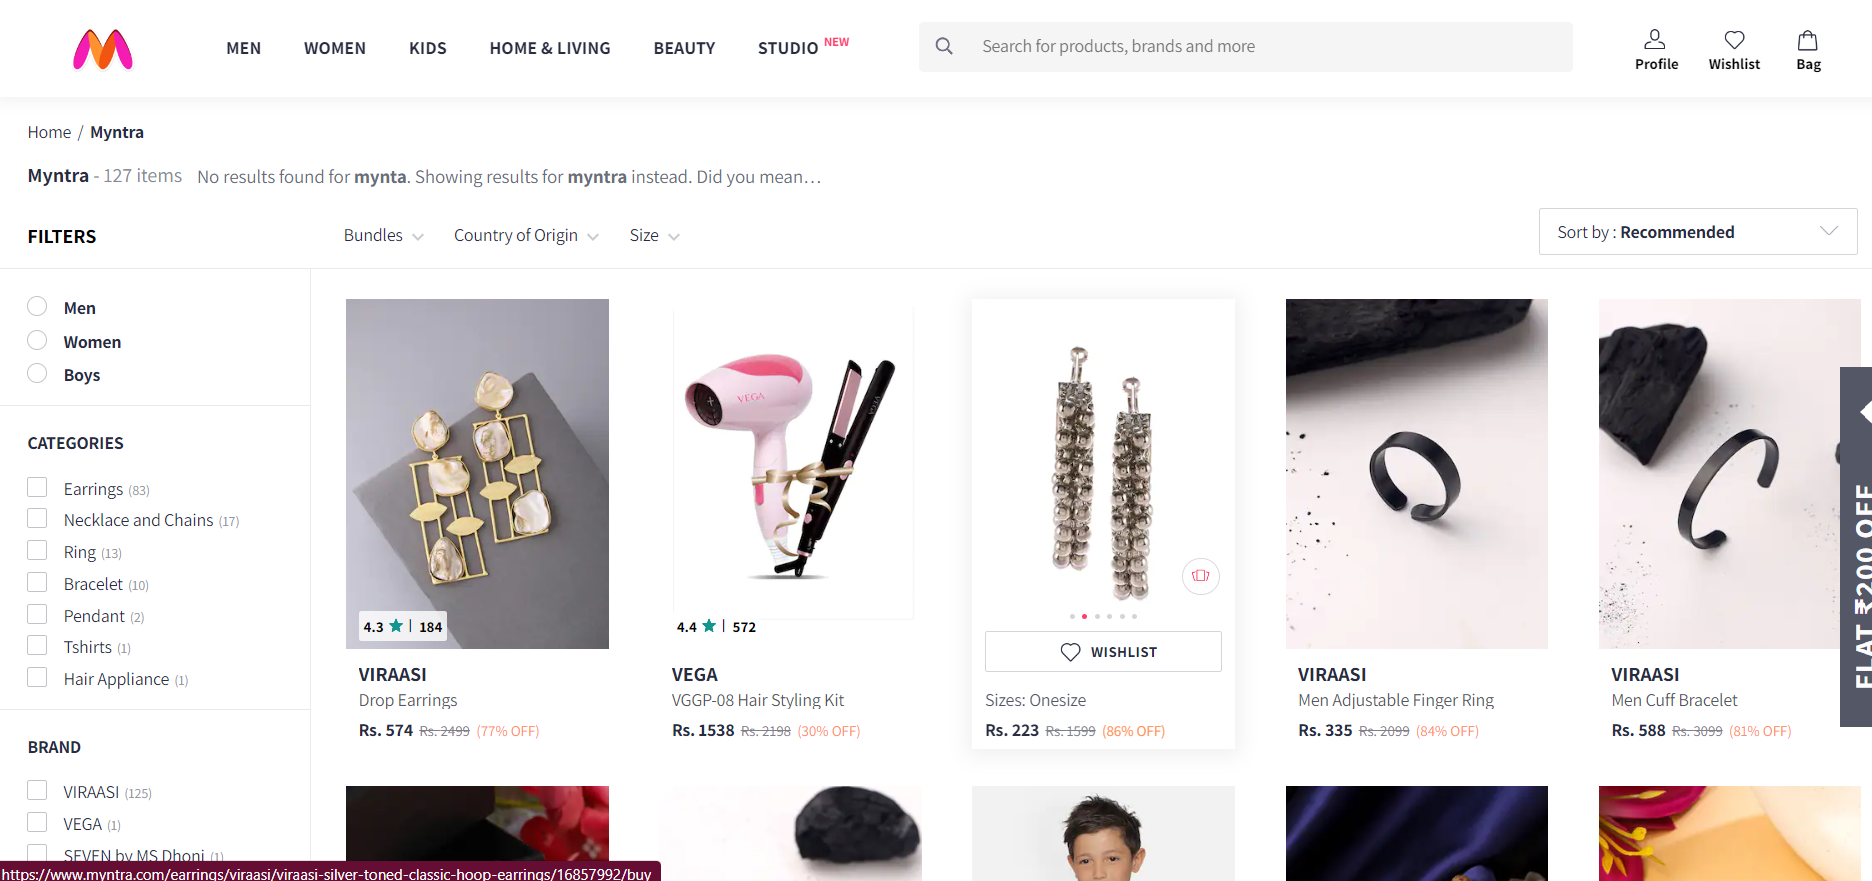 MEN WOMEN KIDS HOME & LIVING BEAUTY STUDIO NEW
Search for products, brands and more
Profile Wishlist Bag
Home / Myntra
Myntra - 127 items No results found for mynta. Showing results for myntra instead. Did you mean…
FILTERS
Bundles Country of Origin Size
Sort by : Recommended
Men
Women
Boys
CATEGORIES
Earrings (83)
Necklace and Chains (17)
Ring (13)
Bracelet (10)
Pendant (2)
Tshirts (1)
Hair Appliance (1)
BRAND
VIRAASI (125)
VEGA (1)
SEVEN by MS Dhoni (1)
4.3 | 184
VIRAASI
Drop Earrings
Rs. 574 Rs. 2499 (77% OFF)
VEGA
VEGA
4.4 | 572
VEGA
VGGP-08 Hair Styling Kit
Rs. 1538 Rs. 2198 (30% OFF)
WISHLIST
Sizes: Onesize
Rs. 223 Rs. 1599 (86% OFF)
VIRAASI
Men Adjustable Finger Ring
Rs. 335 Rs. 2099 (84% OFF)
VIRAASI
Men Cuff Bracelet
Rs. 588 Rs. 3099 (81% OFF)
FLAT ₹200 OFF
https://www.myntra.com/earrings/viraasi/viraasi-silver-toned-classic-hoop-earrings/16857992/buy